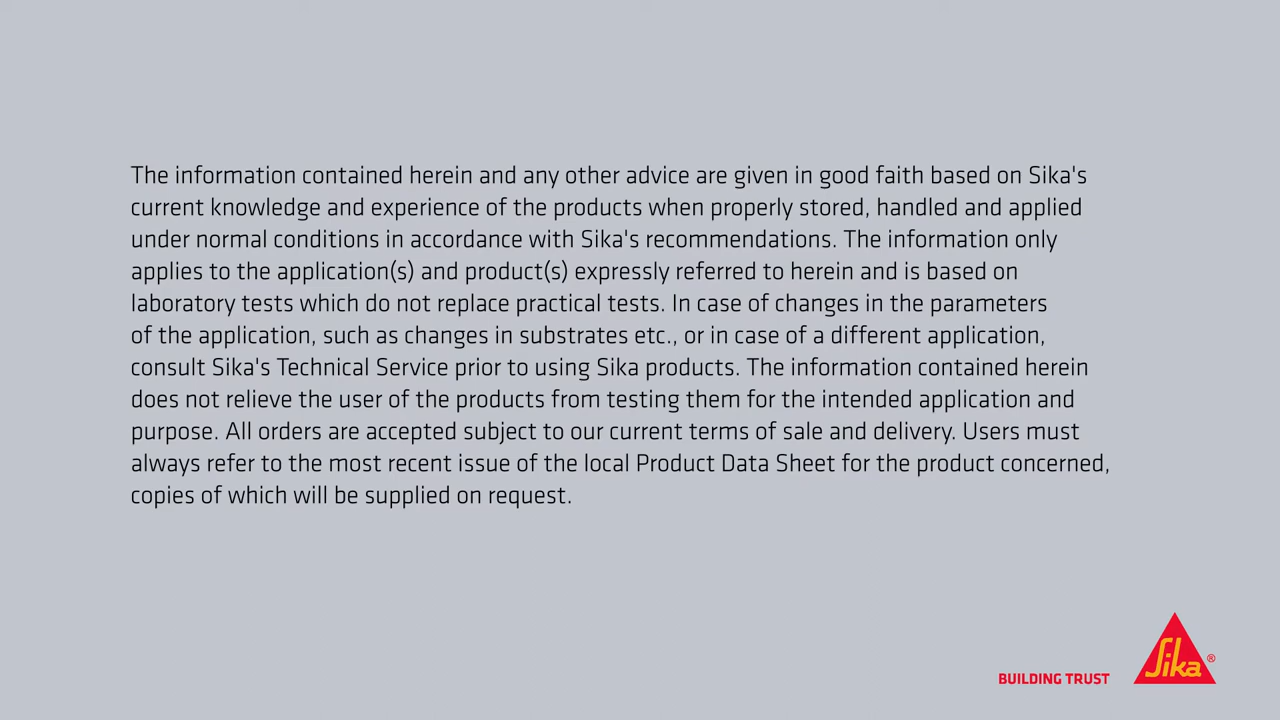 The information contained herein and any other advice are given in good faith based on Sika's
current knowledge and experience of the products when properly stored, handled and applied
under normal conditions in accordance with Sika's recommendations. The information only
applies to the application(s) and product(s) expressly referred to herein and is based on
laboratory tests which do not replace practical tests. In case of changes in the parameters
of the application, such as changes in substrates etc., or in case of a different application,
consult Sika's Technical Service prior to using Sika products. The information contained herein
does not relieve the user of the products from testing them for the intended application and
purpose. All orders are accepted subject to our current terms of sale and delivery. Users must
always refer to the most recent issue of the local Product Data Sheet for the product concerned,
copies of which will be supplied on request.
BUILDING TRUST
Sika®